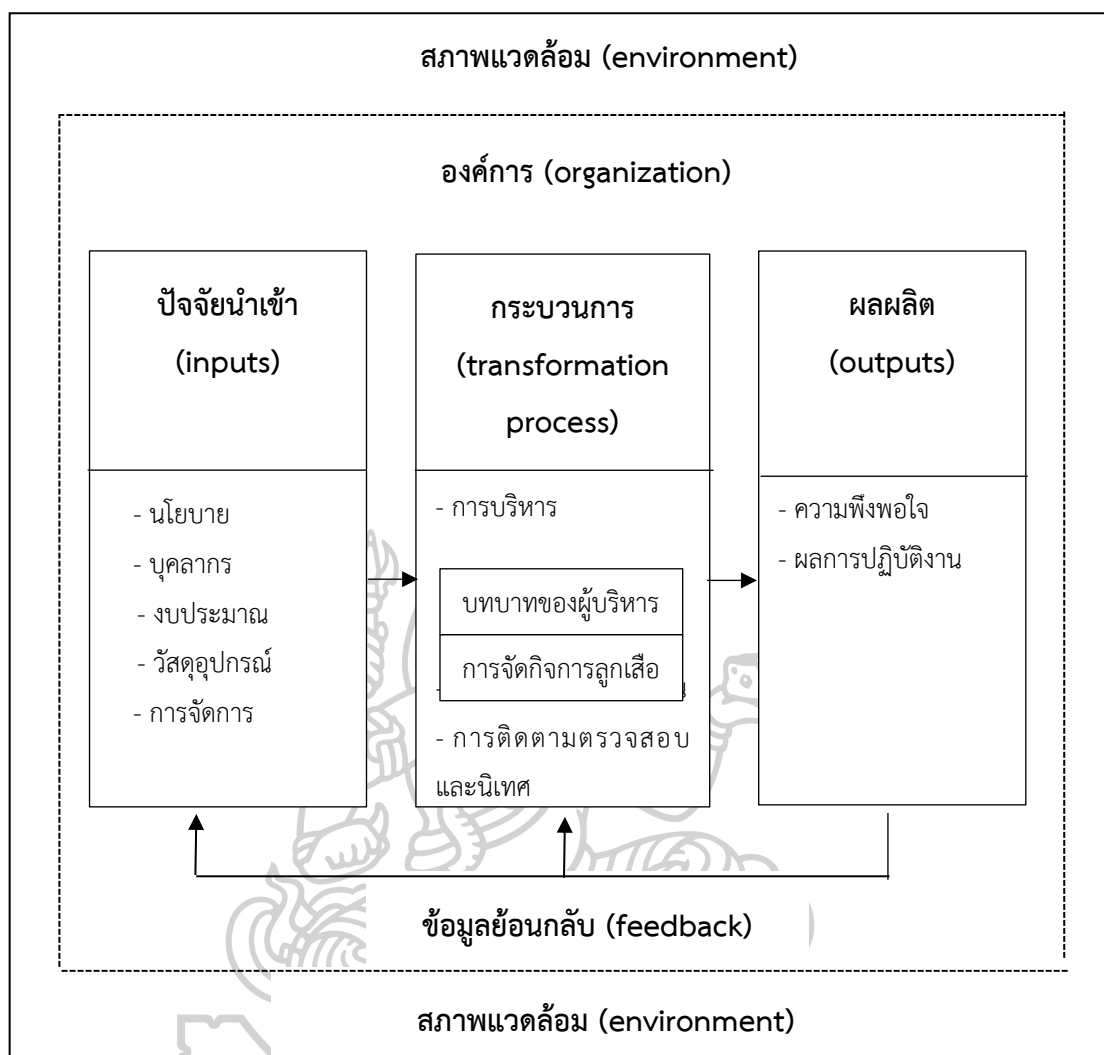 สภาพแวดล้อม (environment)
องค์การ (organization)
ปัจจัยนำเข้า
(inputs)
- นโยบาย
- บุคลากร
- งบประมาณ
- วัสดุอุปกรณ์
- การจัดการ
กระบวนการ
(transformation
process)
- การบริหาร
บทบาทของผู้บริหาร
การจัดกิจการลูกเสือ
-
- การติดตามตรวจสอบ
และนิเทศ
ผลผลิต
(outputs)
- ความพึงพอใจ
- ผลการปฏิบัติงาน
ข้อมูลย้อนกลับ (feedback)
สภาพแวดล้อม (environment)